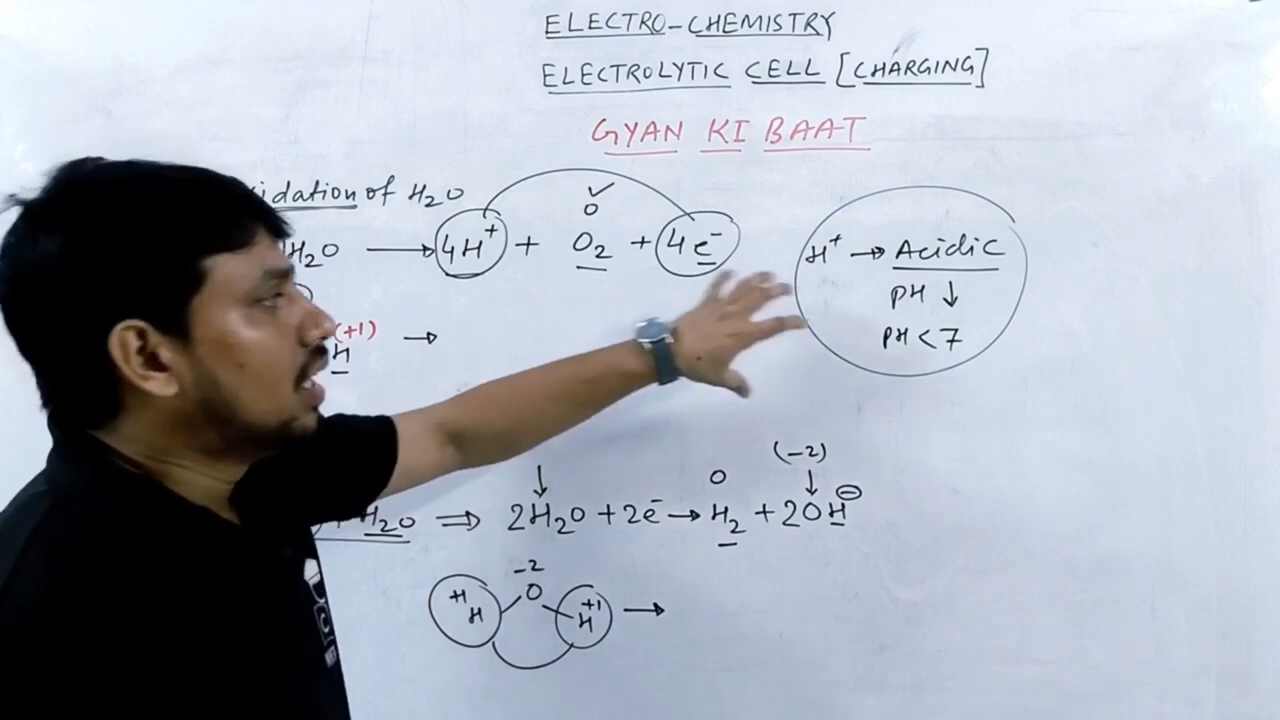 ELECTRO-CHEMISTRY
ELECTROLYTIC CELL [CHARGING]
GYAN KI BAAT
idation of H2O
H2O → 4H+ + O2 + 4e-
0
H+ → Acidic
PH ↓
PH < 7
(+1)
H →
(-2)
0 ↓
+ H2O ⇒ 2H2O + 2e- → H2 + 2OH⊖
-2
H O H +1 →